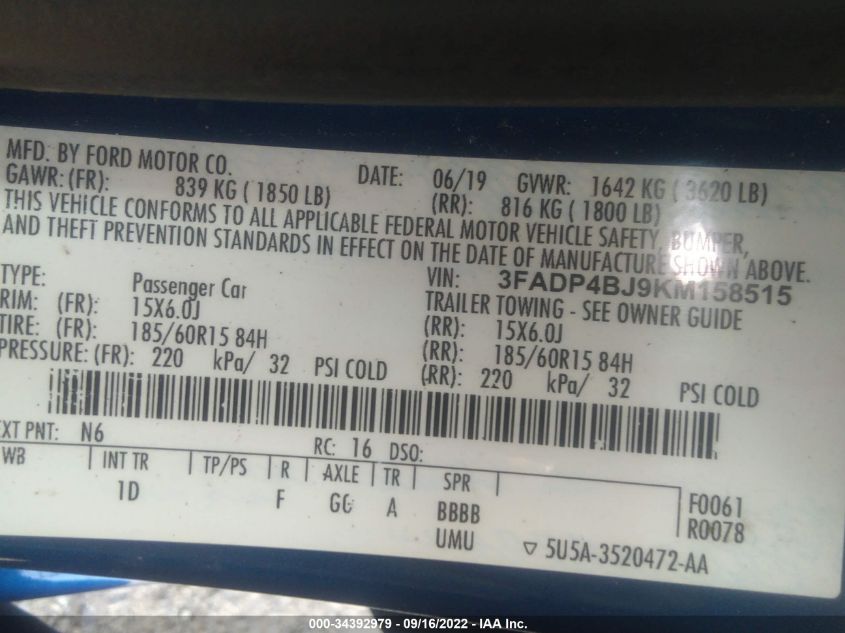 MFD. BY FORD MOTOR CO. DATE: 06/19 GVWR: 1642 KG ( 3620 LB)
GAWR: (FR): 839 KG ( 1850 LB) (RR): 816 KG ( 1800 LB)
THIS VEHICLE CONFORMS TO ALL APPLICABLE FEDERAL MOTOR VEHICLE SAFETY, BUMPER,
AND THEFT PREVENTION STANDARDS IN EFFECT ON THE DATE OF MANUFACTURE SHOWN ABOVE.
VIN: 3FADP4BJ9KM158515
TYPE: Passenger Car TRAILER TOWING - SEE OWNER GUIDE
RIM: (FR): 15X6.0J (RR): 15X6.0J
TIRE: (FR): 185/60R15 84H (RR): 185/60R15 84H
PRESSURE: (FR): 220 kPa/ 32 PSI COLD (RR): 220 kPa/ 32 PSI COLD
EXT PNT: N6 RC: 16 DSO:
WB INT TR TP/PS R AXLE TR SPR
1D F GG A BBBB F0061
UMU R0078
▽ 5U5A-3520472-AA
000-34392979 - 09/16/2022 - IAA Inc.